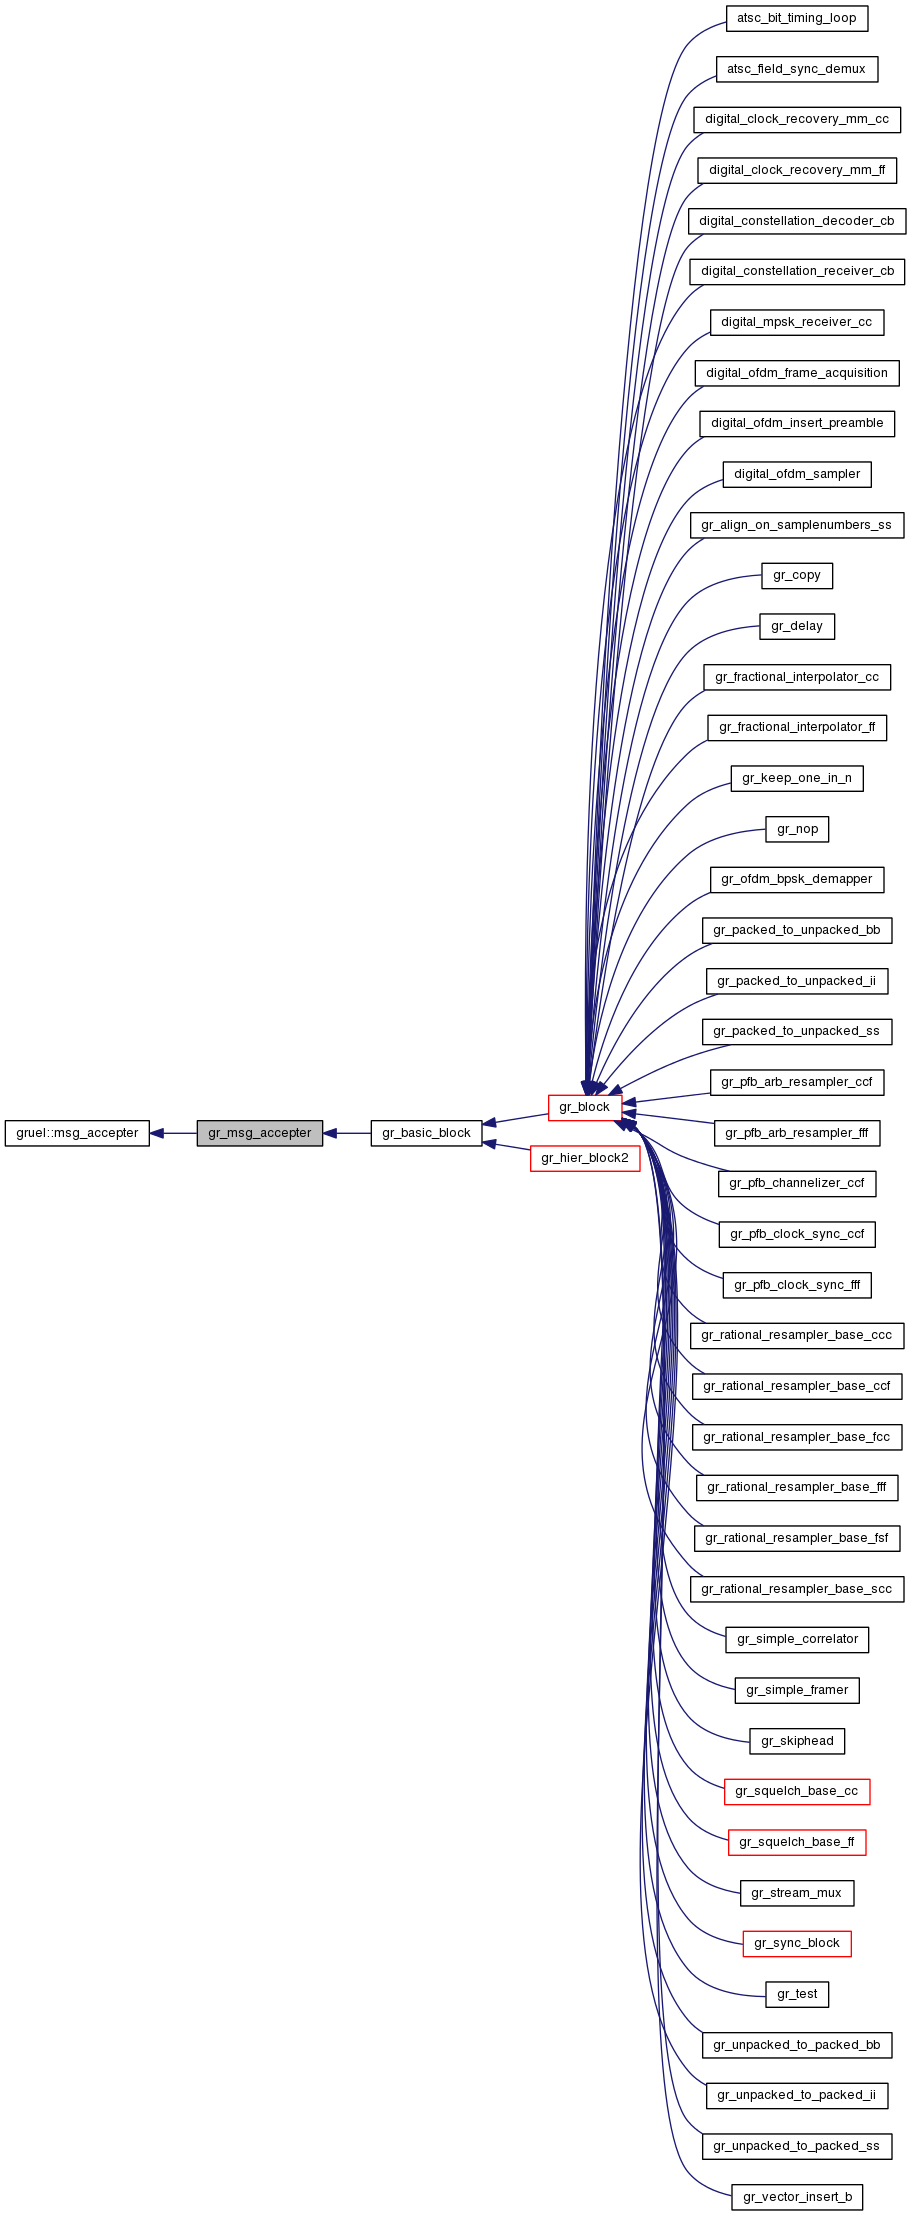 atsc_bit_timing_loop
atsc_field_sync_demux
digital_clock_recovery_mm_cc
digital_clock_recovery_mm_ff
digital_constellation_decoder_cb
digital_constellation_receiver_cb
digital_mpsk_receiver_cc
digital_ofdm_frame_acquisition
digital_ofdm_insert_preamble
digital_ofdm_sampler
gr_align_on_samplenumbers_ss
gr_copy
gr_delay
gr_fractional_interpolator_cc
gr_fractional_interpolator_ff
gr_keep_one_in_n
gr_nop
gr_ofdm_bpsk_demapper
gr_packed_to_unpacked_bb
gr_packed_to_unpacked_ii
gr_packed_to_unpacked_ss
gr_pfb_arb_resampler_ccf
gr_block
gruel::msg_accepter
gr_msg_accepter
gr_basic_block
gr_pfb_arb_resampler_fff
gr_hier_block2
gr_pfb_channelizer_ccf
gr_pfb_clock_sync_ccf
gr_pfb_clock_sync_fff
gr_rational_resampler_base_ccc
gr_rational_resampler_base_ccf
gr_rational_resampler_base_fcc
gr_rational_resampler_base_fff
gr_rational_resampler_base_fsf
gr_rational_resampler_base_scc
gr_simple_correlator
gr_simple_framer
gr_skiphead
gr_squelch_base_cc
gr_squelch_base_ff
gr_stream_mux
gr_sync_block
gr_test
gr_unpacked_to_packed_bb
gr_unpacked_to_packed_ii
gr_unpacked_to_packed_ss
gr_vector_insert_b